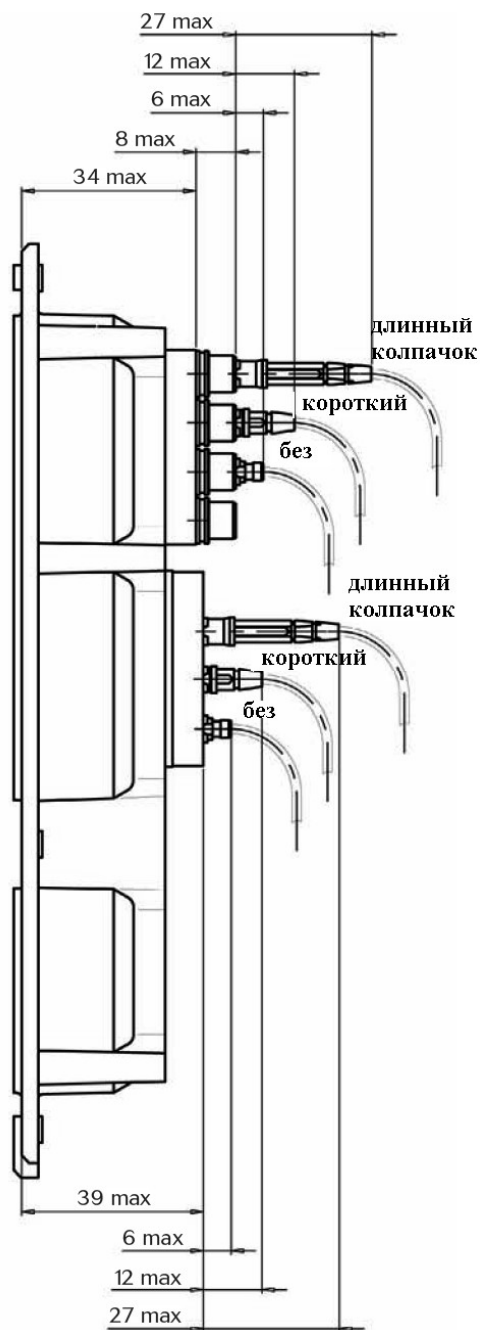 27 max
12 max
6 max
8 max
34 max
длинный
колпачок
короткий
без
длинный
колпачок
короткий
без
39 max
6 max
12 max
27 max